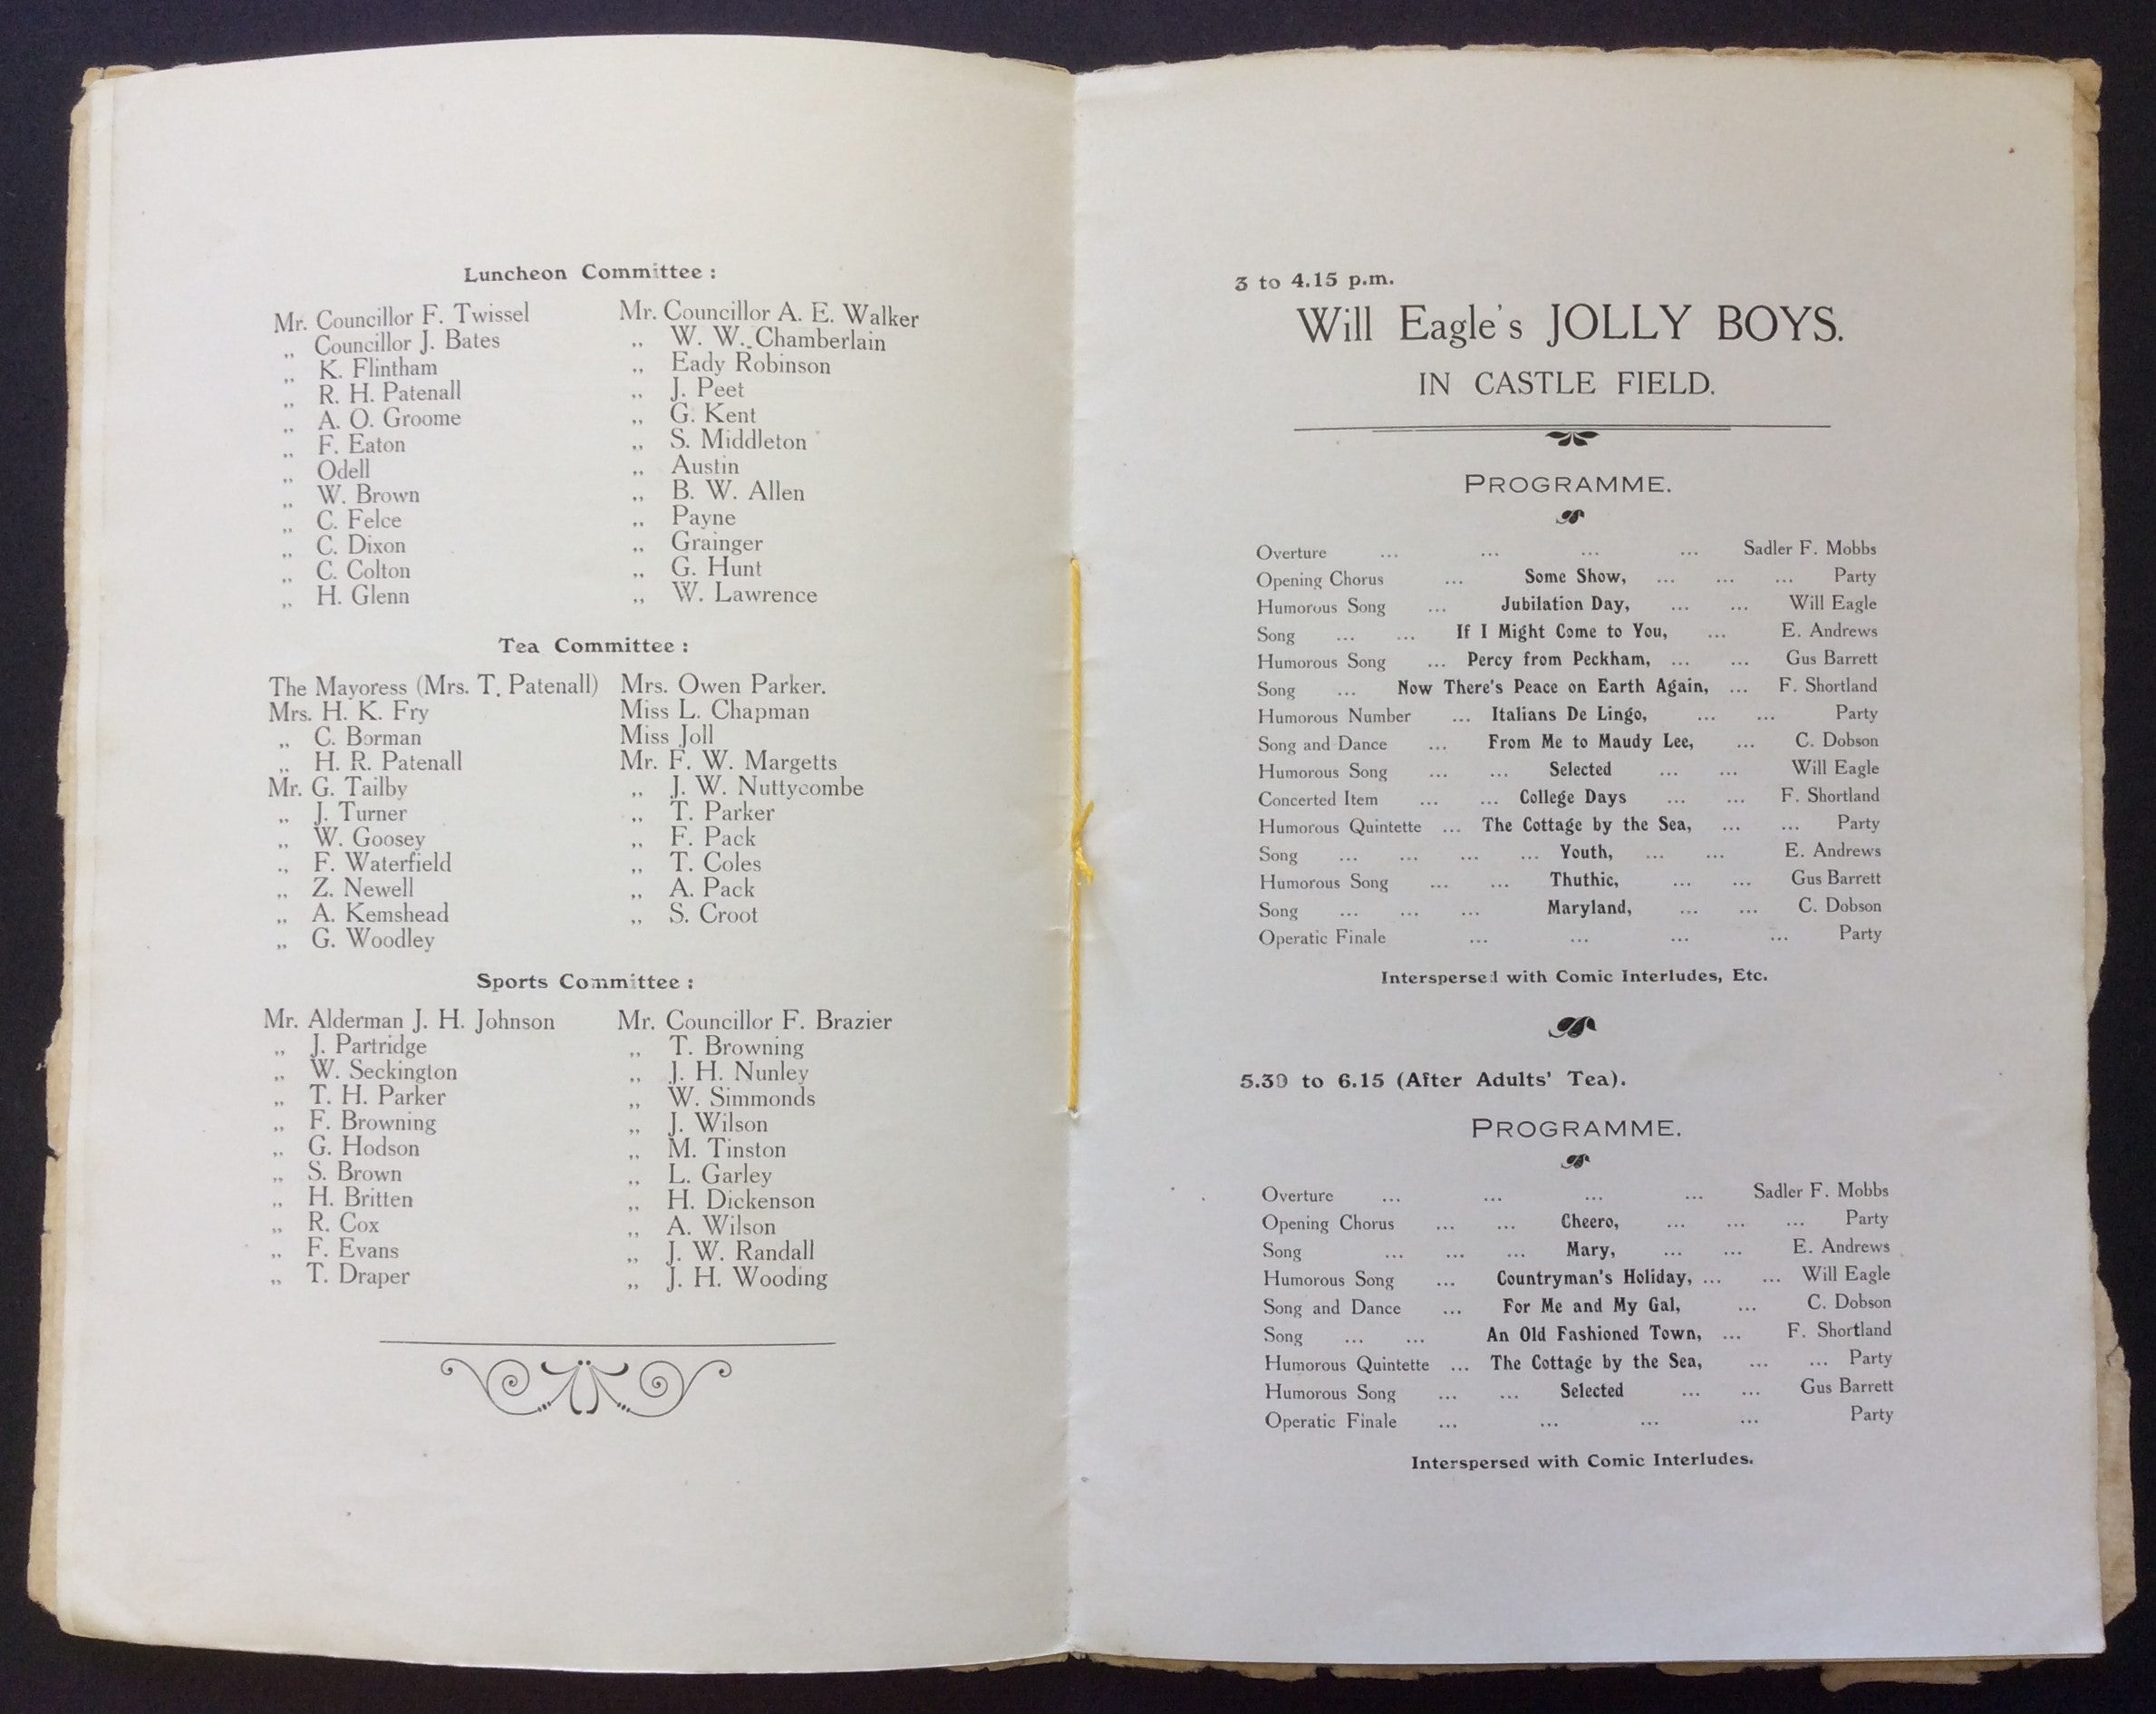 Luncheon Committee :
Mr. Councillor F. Twissel
„ Councillor J. Bates
„ K. Flintham
„ R. H. Patenall
„ A. O. Groome
„ F. Eaton
„ Odell
„ W. Brown
„ C. Felce
„ C. Dixon
„ C. Colton
„ H. Glenn
Mr. Councillor A. E. Walker
„ W. W. Chamberlain
„ Eady Robinson
„ J. Peet
„ G. Kent
„ S. Middleton
„ Austin
„ B. W. Allen
„ Payne
„ Grainger
„ G. Hunt
„ W. Lawrence
Tea Committee :
The Mayoress (Mrs. T. Patenall)
Mrs. H. K. Fry
„ C. Borman
„ H. R. Patenall
Mr. G. Tailby
„ J. Turner
„ W. Goosey
„ F. Waterfield
„ Z. Newell
„ A. Kemshead
„ G. Woodley
Mrs. Owen Parker.
Miss L. Chapman
Miss Joll
Mr. F. W. Margetts
„ J. W. Nuttycombe
„ T. Parker
„ F. Pack
„ T. Coles
„ A. Pack
„ S. Croot
Sports Committee :
Mr. Alderman J. H. Johnson
„ J. Partridge
„ W. Seckington
„ T. H. Parker
„ F. Browning
„ G. Hodson
„ S. Brown
„ H. Britten
„ R. Cox
„ F. Evans
„ T. Draper
Mr. Councillor F. Brazier
„ T. Browning
„ J. H. Nunley
„ W. Simmonds
„ J. Wilson
„ M. Tinston
„ L. Garley
„ H. Dickenson
„ A. Wilson
„ J. W. Randall
„ J. H. Wooding
3 to 4.15 p.m.
Will Eagle's JOLLY BOYS.
IN CASTLE FIELD.
PROGRAMME.
Overture ... ... ... ... Sadler F. Mobbs
Opening Chorus ... Some Show, ... ... ... Party
Humorous Song ... Jubilation Day, ... ... Will Eagle
Song ... ... If I Might Come to You, ... E. Andrews
Humorous Song ... Percy from Peckham, ... ... Gus Barrett
Song ... Now There's Peace on Earth Again, ... F. Shortland
Humorous Number ... Italians De Lingo, ... ... Party
Song and Dance ... From Me to Maudy Lee, ... C. Dobson
Humorous Song ... ... Selected ... ... Will Eagle
Concerted Item ... ... College Days ... ... F. Shortland
Humorous Quintette ... The Cottage by the Sea, ... ... Party
Song ... ... ... ... Youth, ... ... E. Andrews
Humorous Song ... ... Thuthic, ... ... Gus Barrett
Song ... ... ... Maryland, ... ... C. Dobson
Operatic Finale ... ... ... ... Party
Interspersed with Comic Interludes, Etc.
5.30 to 6.15 (After Adults' Tea).
PROGRAMME.
Overture ... ... ... ... Sadler F. Mobbs
Opening Chorus ... ... Cheero, ... ... ... Party
Song ... ... ... Mary, ... ... E. Andrews
Humorous Song ... Countryman's Holiday, ... ... Will Eagle
Song and Dance ... For Me and My Gal, ... C. Dobson
Song ... ... An Old Fashioned Town, ... F. Shortland
Humorous Quintette ... The Cottage by the Sea, ... ... Party
Humorous Song ... ... Selected ... ... Gus Barrett
Operatic Finale ... ... ... ... Party
Interspersed with Comic Interludes.